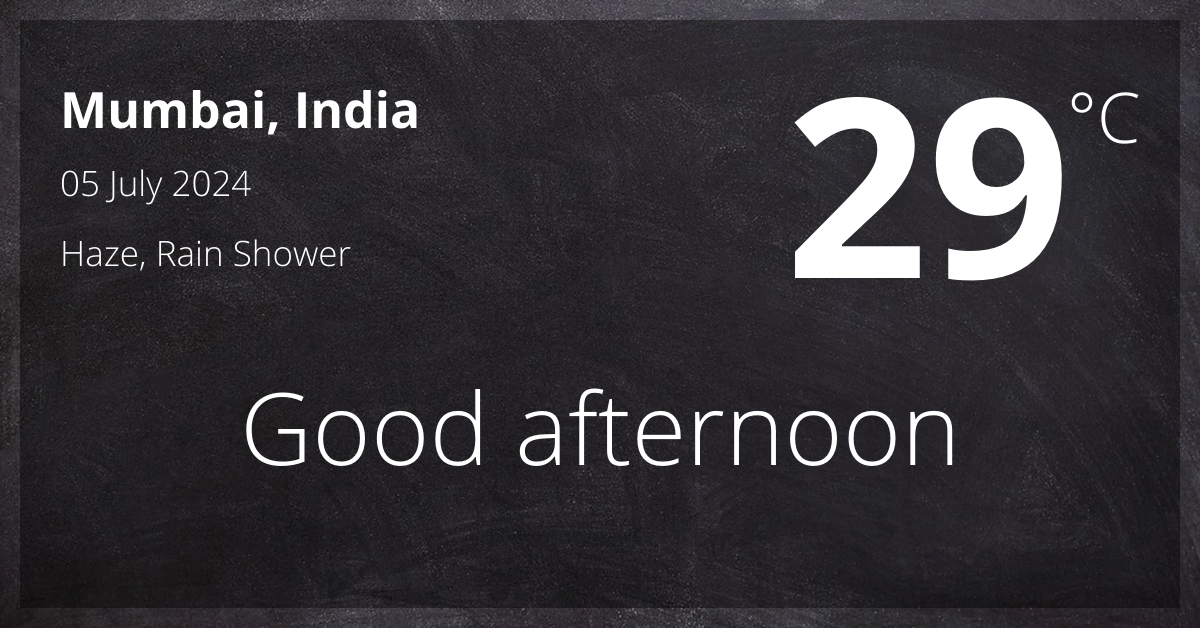 Mumbai, India
05 July 2024
Haze, Rain Shower
29 °C
Good afternoon